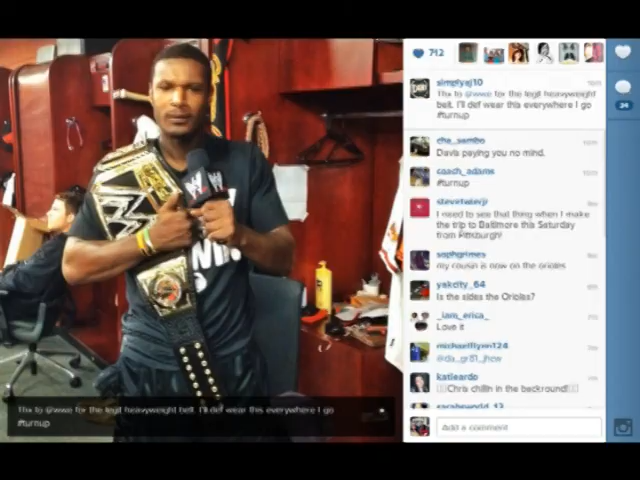 712
simplyaj10
Thx to @wwe for the legit heavyweight
belt. I'll def wear this everywhere I go
#turnup
Davis paying you no mind.
coach_adams
#turnup
I need to see that thing when I make
the trip to Baltimore this Saturday
from Pittsburgh!
sophgrimes
my cousin is now on the orioles
yakcity_64
Is the sides the Orioles?
_iam_erica_
Love it
michaelflynn124
katieardo
Chris chillin in the backround!
Add a comment
24
W
Thx to @wwe for the legit heavyweight belt. I'll def wear this everywhere I go
#turnup